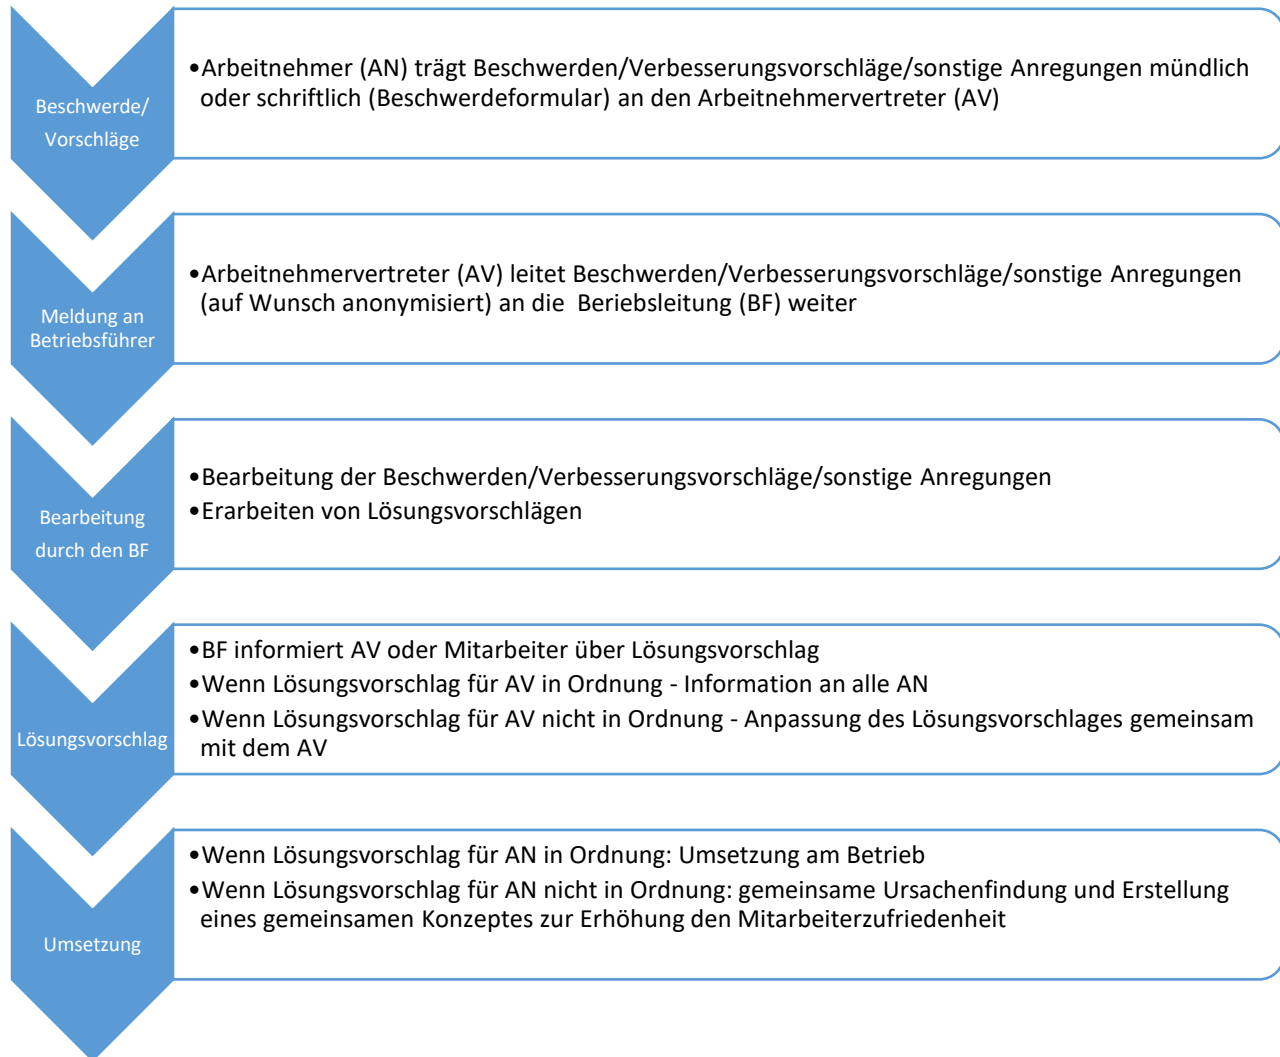 Beschwerde/
Vorschläge
•Arbeitnehmer (AN) trägt Beschwerden/Verbesserungsvorschläge/sonstige Anregungen mündlich
oder schriftlich (Beschwerdeformular) an den Arbeitnehmervertreter (AV)
Meldung an
Betriebsführer
•Arbeitnehmervertreter (AV) leitet Beschwerden/Verbesserungsvorschläge/sonstige Anregungen
(auf Wunsch anonymisiert) an die Beriebsleitung (BF) weiter
Bearbeitung
durch den BF
•Bearbeitung der Beschwerden/Verbesserungsvorschläge/sonstige Anregungen
•Erarbeiten von Lösungsvorschlägen
Lösungsvorschlag
•BF informiert AV oder Mitarbeiter über Lösungsvorschlag
•Wenn Lösungsvorschlag für AV in Ordnung - Information an alle AN
•Wenn Lösungsvorschlag für AV nicht in Ordnung - Anpassung des Lösungsvorschlages gemeinsam
mit dem AV
Umsetzung
•Wenn Lösungsvorschlag für AN in Ordnung: Umsetzung am Betrieb
•Wenn Lösungsvorschlag für AN nicht in Ordnung: gemeinsame Ursachenfindung und Erstellung
eines gemeinsamen Konzeptes zur Erhöhung den Mitarbeiterzufriedenheit